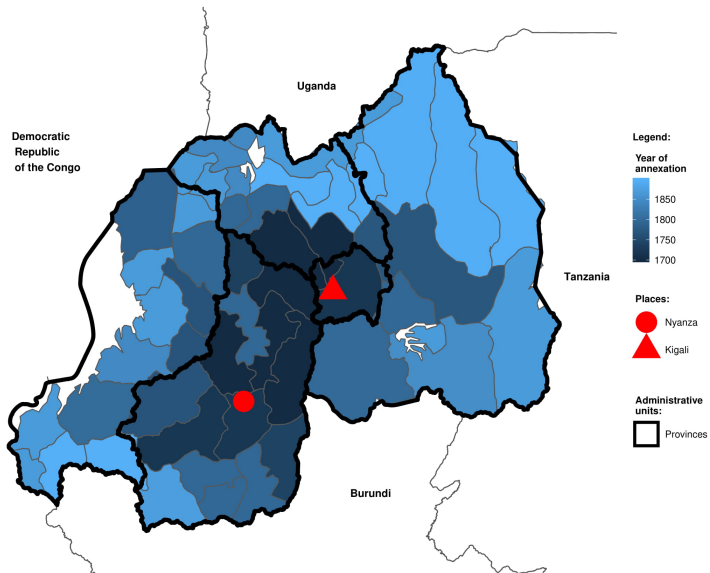 Uganda
Democratic
Republic
of the Congo
Tanzania
Burundi
Legend:
Year of
annexation
1850
1800
1750
1700
Places:
Nyanza
Kigali
Administrative
units:
Provinces